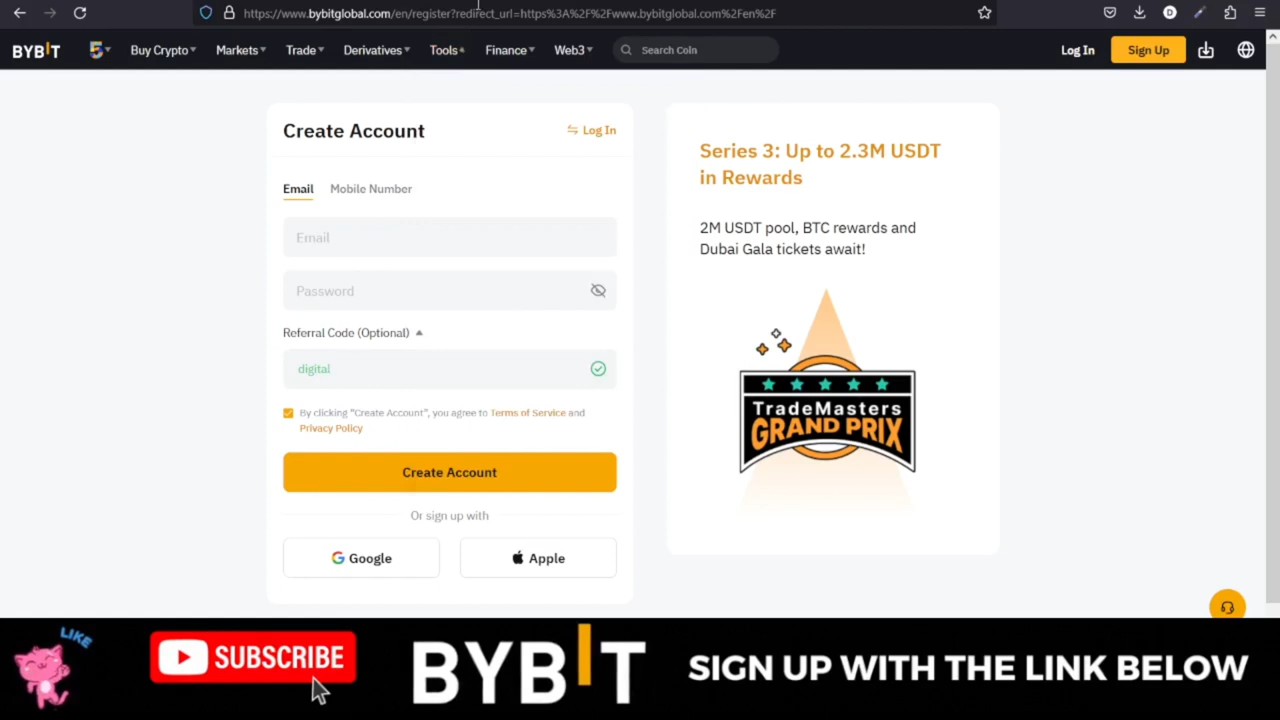 https://www.bybitglobal.com/en/register?redirect_url=https%3A%2F%2Fwww.bybitglobal.com%2Fen%2F
BYBIT
5
Buy Crypto
Markets
Trade
Derivatives
Tools
Finance
Web3
Search Coin
Log In
Sign Up
Create Account
Log In
Email
Mobile Number
Email
Password
Referral Code (Optional)
digital
By clicking "Create Account", you agree to Terms of Service and
Privacy Policy
Create Account
Or sign up with
Google
Apple
Series 3: Up to 2.3M USDT
in Rewards
2M USDT pool, BTC rewards and
Dubai Gala tickets await!
TradeMasters
GRAND PRIX
LIKE
SUBSCRIBE
BYBIT
SIGN UP WITH THE LINK BELOW